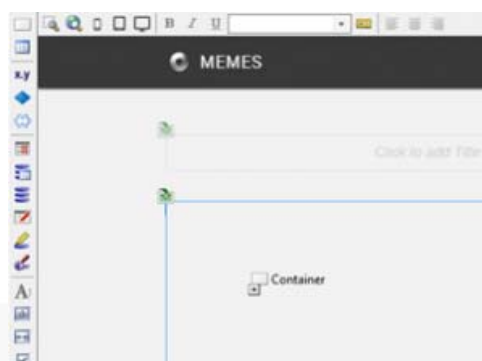 B I U
MEMES
x.y
Click to add Title
Container
A